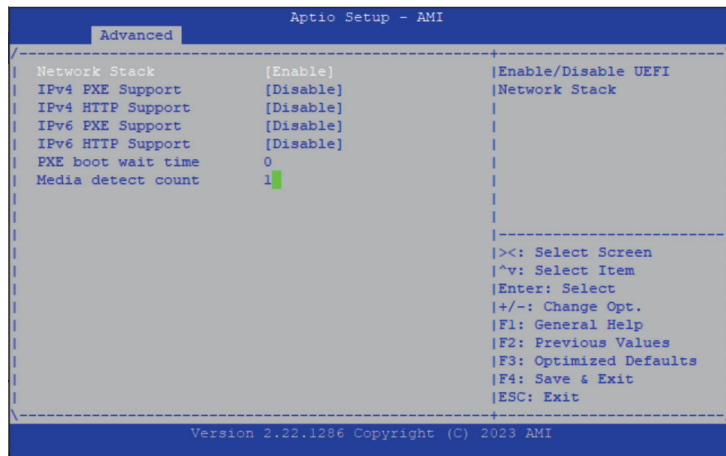 Aptio Setup - AMI
Advanced
Network Stack [Enable]
IPv4 PXE Support [Disable]
IPv4 HTTP Support [Disable]
IPv6 PXE Support [Disable]
IPv6 HTTP Support [Disable]
PXE boot wait time 0
Media detect count 1
Enable/Disable UEFI
Network Stack
><: Select Screen
^v: Select Item
Enter: Select
+/-: Change Opt.
F1: General Help
F2: Previous Values
F3: Optimized Defaults
F4: Save & Exit
ESC: Exit
Version 2.22.1286 Copyright (C) 2023 AMI